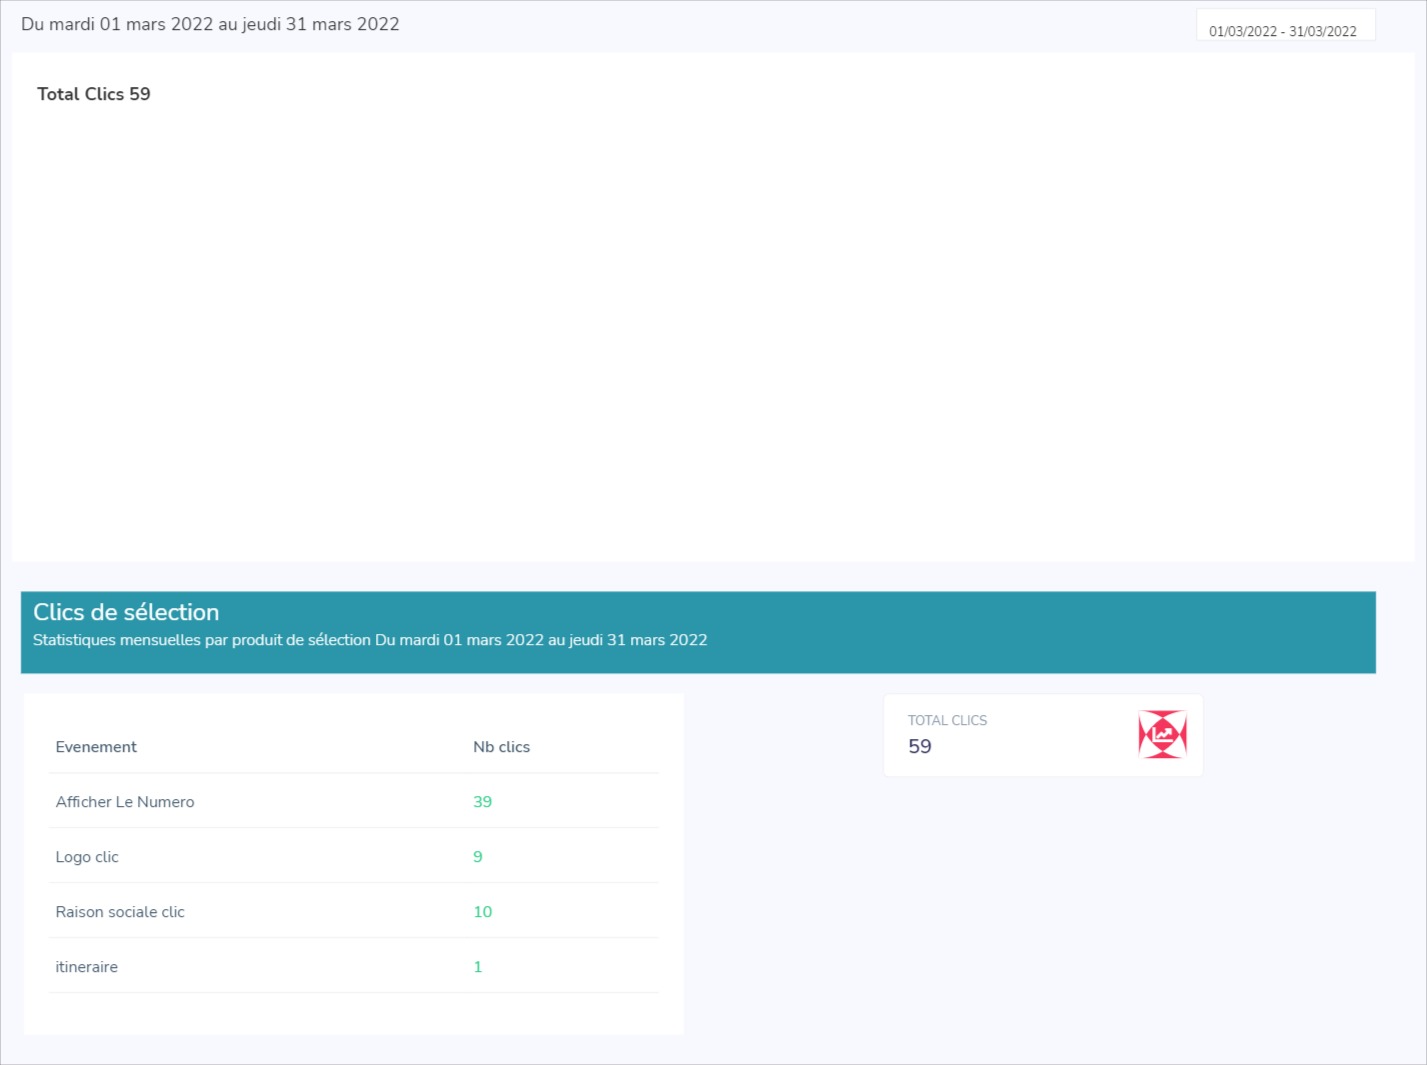 Du mardi 01 mars 2022 au jeudi 31 mars 2022
01/03/2022 - 31/03/2022
Total Clics 59
Clics de sélection
Statistiques mensuelles par produit de sélection Du mardi 01 mars 2022 au jeudi 31 mars 2022
Evenement Nb clics
Afficher Le Numero 39
Logo clic 9
Raison sociale clic 10
itineraire 1
TOTAL CLICS
59